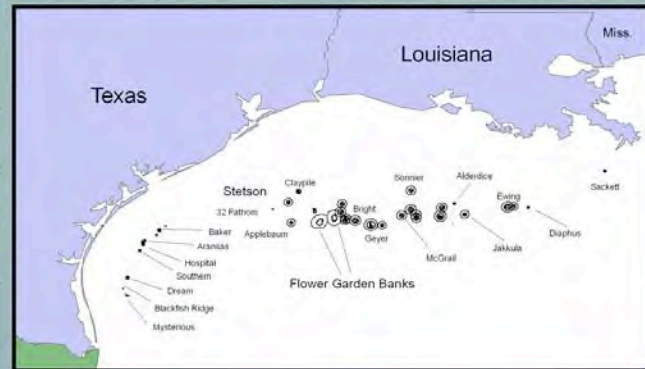 Miss.
Louisiana
Texas
Sackett
Claypile
Sonnier
Alderdice
Stetson
Ewing
32 Fathom
Bright
Diaphus
Baker
Applebaum
Geyer
Jakkula
Aransas
McGrail
Hospital
Southern
Flower Garden Banks
Dream
Blackfish Ridge
Mysterious